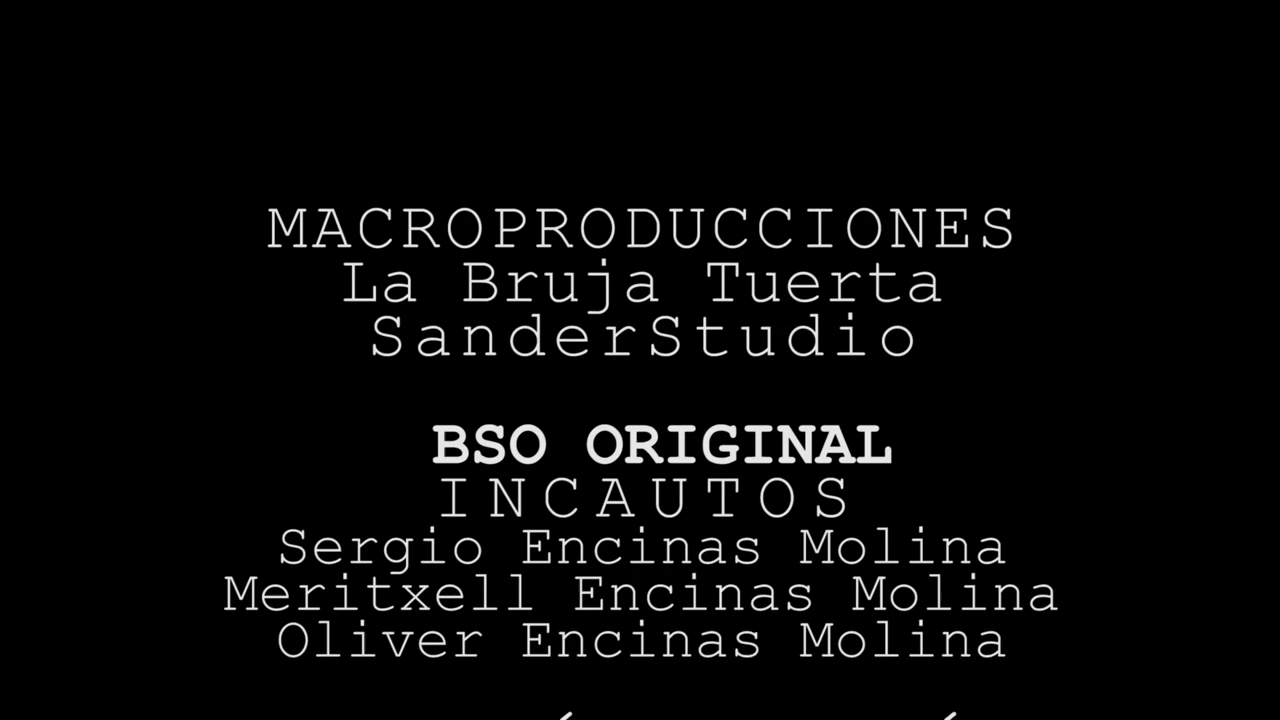 MACROPRODUCCIONES
La Bruja Tuerta
SanderStudio
BSO ORIGINAL
INCAUTOS
Sergio Encinas Molina
Meritxell Encinas Molina
Oliver Encinas Molina